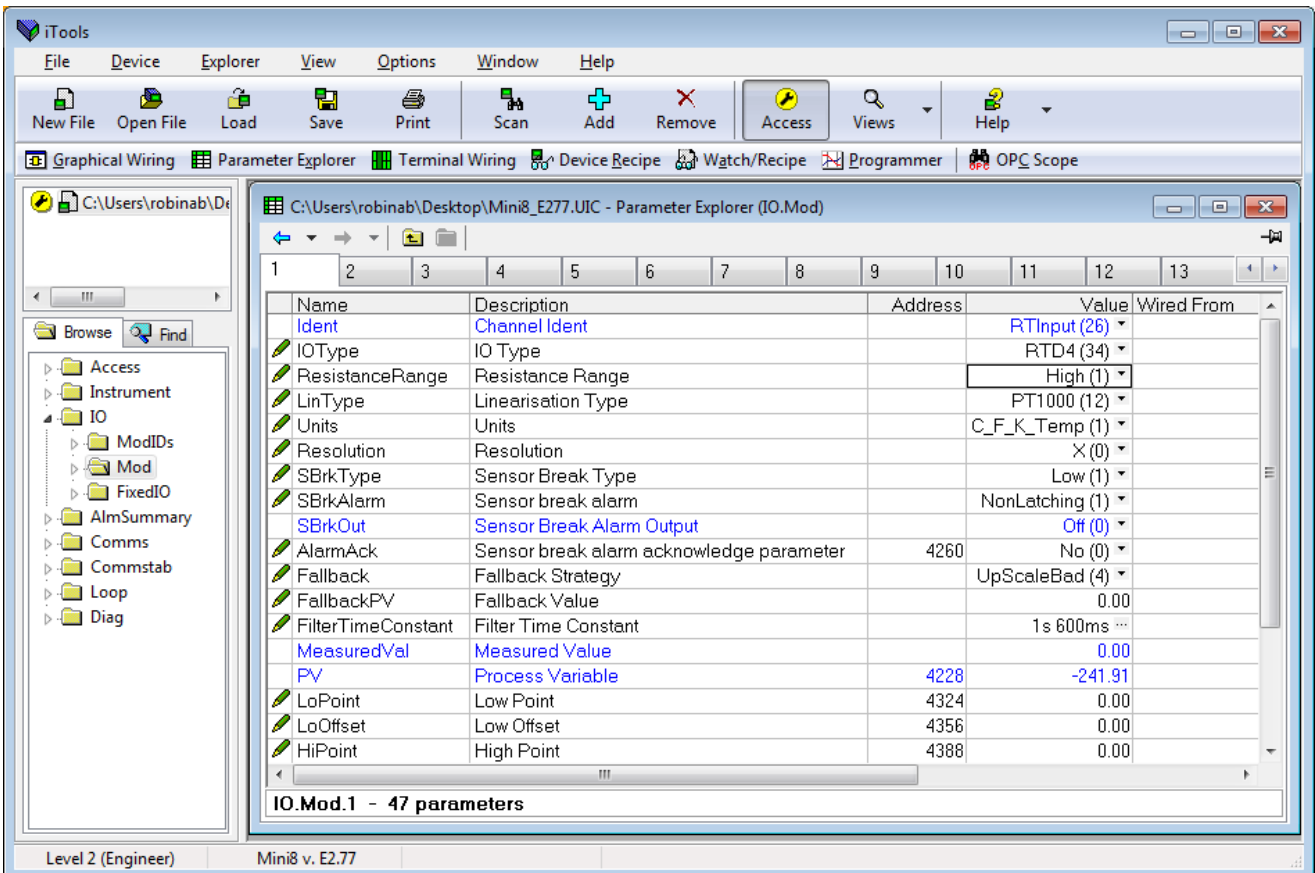 iTools
File Device Explorer View Options Window Help
New File Open File Load Save Print Scan Add Remove Access Views Help
Graphical Wiring Parameter Explorer Terminal Wiring Device Recipe Watch/Recipe Programmer OPC Scope
C:\Users\robinab\De
C:\Users\robinab\Desktop\Mini8_E277.UIC - Parameter Explorer (IO.Mod)
1 2 3 4 5 6 7 8 9 10 11 12 13
Browse Find
Access
Instrument
IO
ModIDs
Mod
FixedIO
AlmSummary
Comms
Commstab
Loop
Diag
Name Description Address Value Wired From
Ident Channel Ident RTInput (26)
IOType IO Type RTD4 (34)
ResistanceRange Resistance Range High (1)
LinType Linearisation Type PT1000 (12)
Units Units C_F_K_Temp (1)
Resolution Resolution X (0)
SBrkType Sensor Break Type Low (1)
SBrkAlarm Sensor break alarm NonLatching (1)
SBrkOut Sensor Break Alarm Output Off (0)
AlarmAck Sensor break alarm acknowledge parameter 4260 No (0)
Fallback Fallback Strategy UpScaleBad (4)
FallbackPV Fallback Value 0.00
FilterTimeConstant Filter Time Constant 1s 600ms ...
MeasuredVal Measured Value 0.00
PV Process Variable 4228 -241.91
LoPoint Low Point 4324 0.00
LoOffset Low Offset 4356 0.00
HiPoint High Point 4388 0.00
IO.Mod.1 - 47 parameters
Level 2 (Engineer) Mini8 v. E2.77